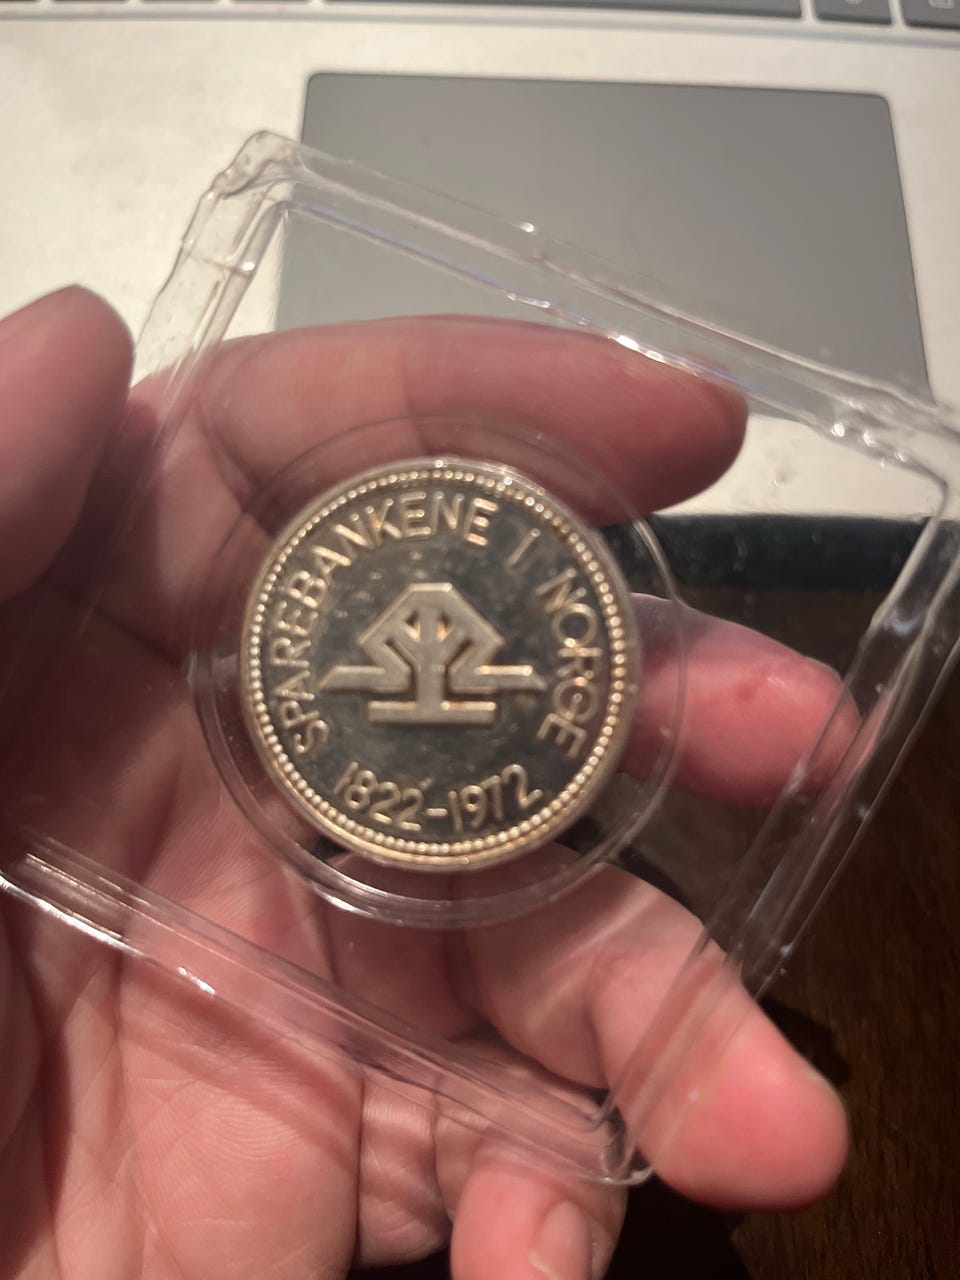 SPAREBANKENE I NORGE
1822-1972